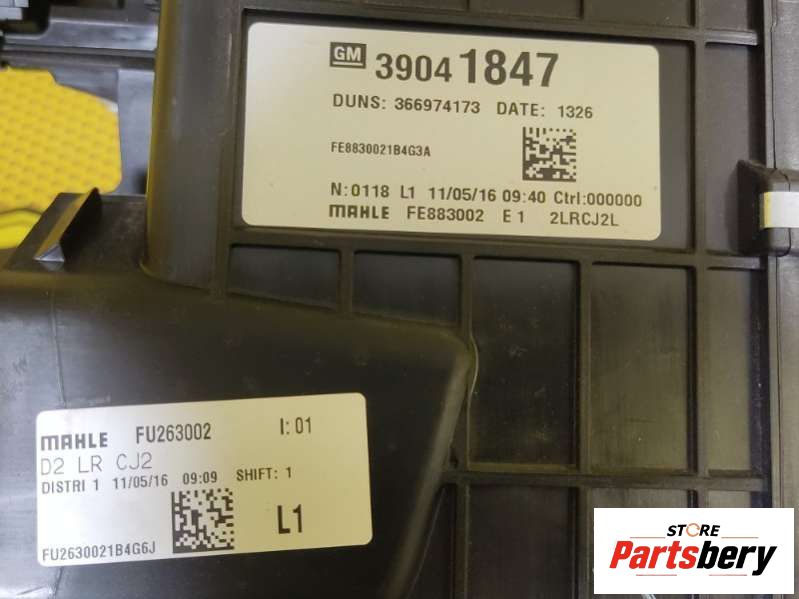 GM 39041847
DUNS: 366974173 DATE: 1326
FE8830021B4G3A
N:0118 L1 11/05/16 09:40 Ctrl:000000
MAHLE FE883002 E1 2LRCJ2L
MAHLE FU263002 I:01
D2 LR CJ2
DISTRI 1 11/05/16 09:09 SHIFT: 1
L1
FU2630021B4G6J
STORE
Partsbery